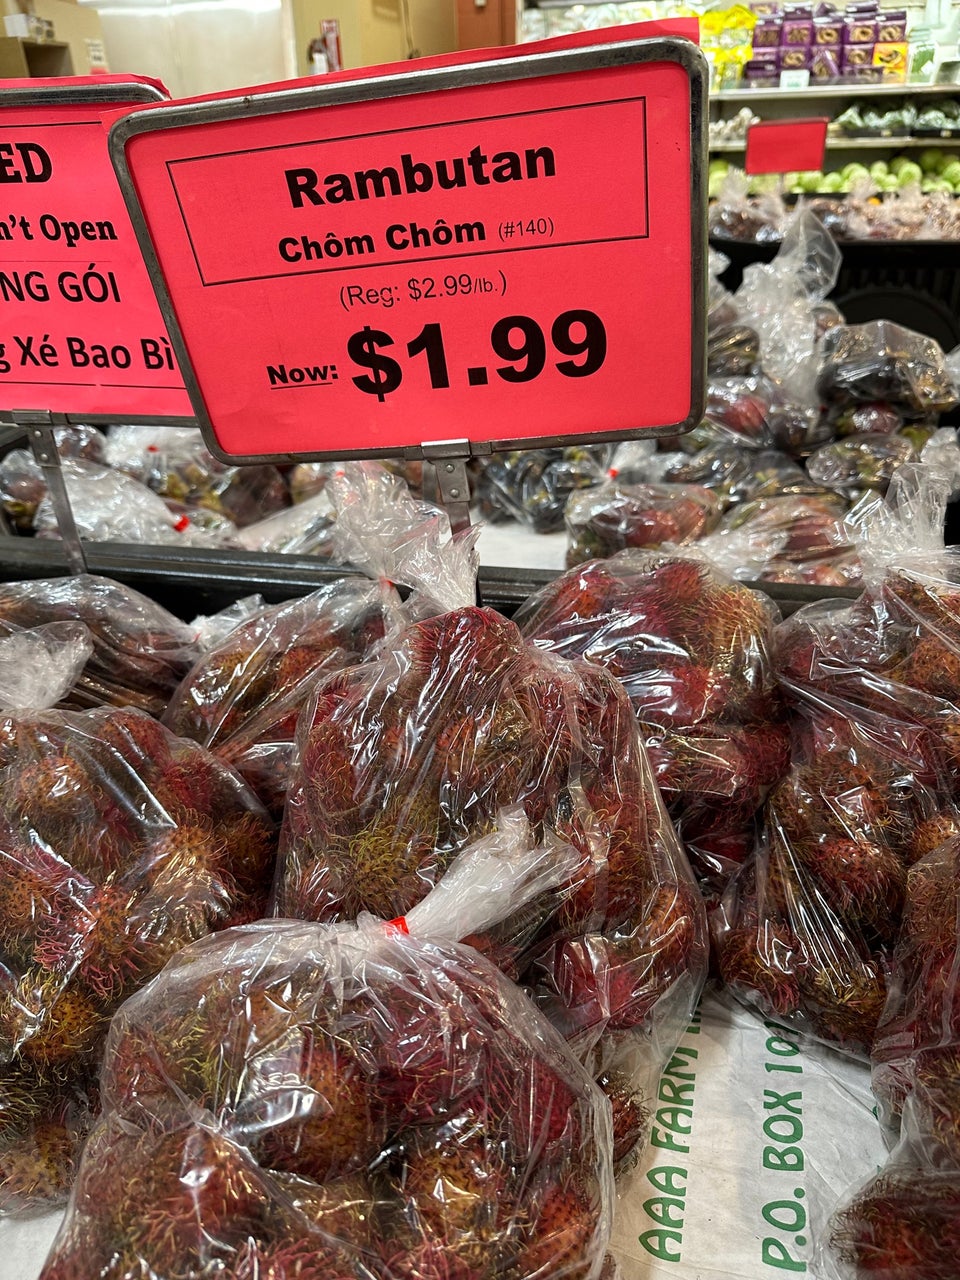 ED
n't Open
NG GÓI
g Xé Bao Bì
Rambutan
Chôm Chôm (#140)
(Reg: $2.99/lb.)
Now: $1.99
AAA FARM
P.O. BOX 10